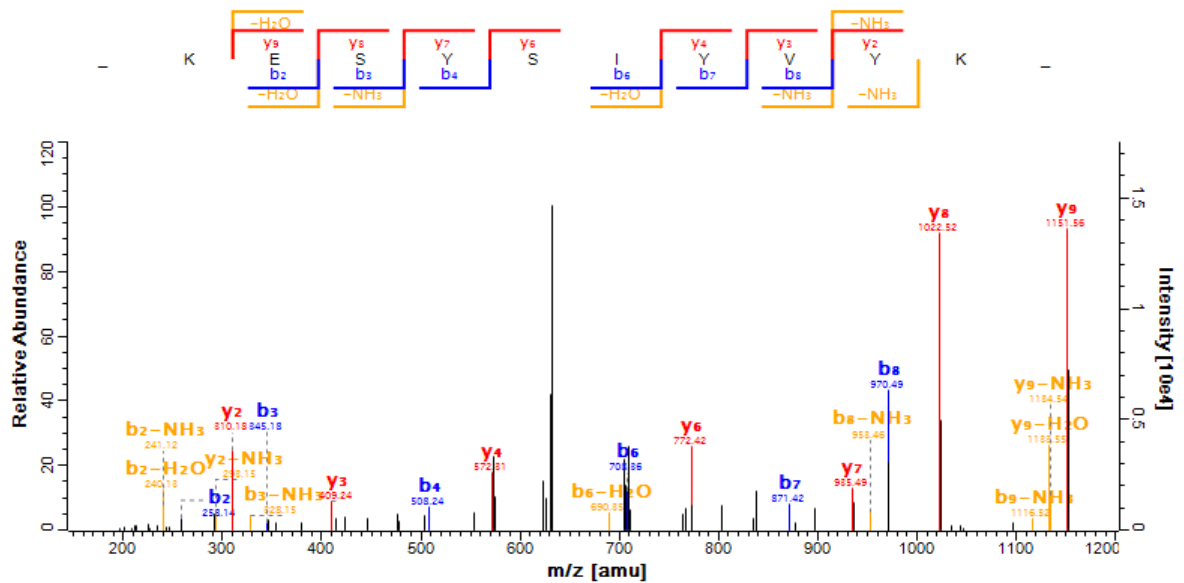 –H₂O –NH₃
y₉ y₈ y₇ y₆ y₄ y₃ y₂
_ K E S Y S I Y V Y K _
b₂ b₃ b₄ b₆ b₇ b₈
–H₂O –NH₃ –H₂O –NH₃ –NH₃
120
100
80
60
40
20
0
Relative Abundance
1.5
1
0.5
0
Intensity [10e4]
b₂–NH₃
241.12
b₂–H₂O
240.13
b₂
258.14
y₂–NH₃
293.15
y₂
310.18
b₃
345.18
b₃–NH₃
328.15
y₃
409.24
b₄
508.24
y₄
572.31
b₆–H₂O
690.35
b₆
708.36
y₆
772.42
b₇
871.42
y₇
935.49
b₈–NH₃
953.46
b₈
970.49
y₈
1022.52
y₉
1151.56
y₉–NH₃
1134.54
y₉–H₂O
1133.55
b₉–NH₃
1116.52
200 300 400 500 600 700 800 900 1000 1100 1200
m/z [amu]